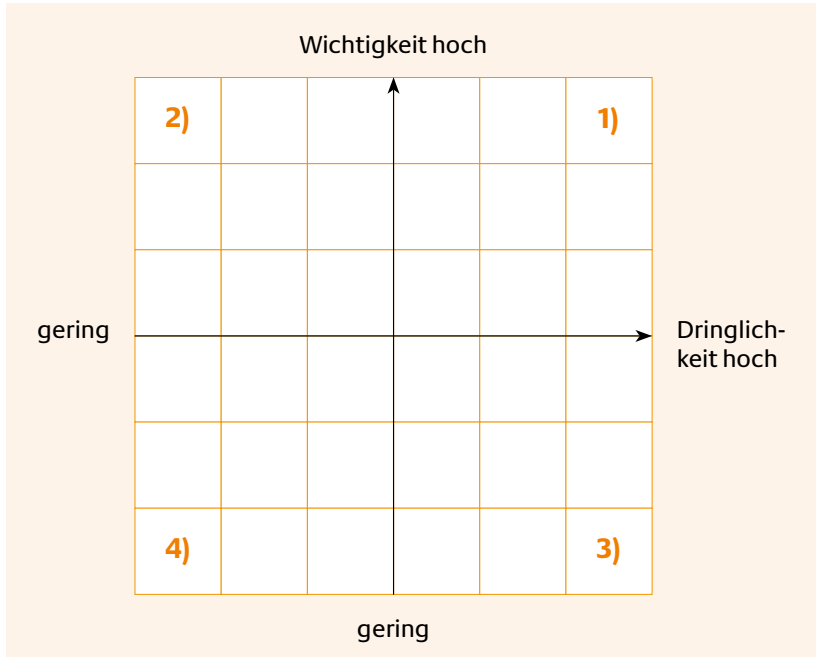 Wichtigkeit hoch
2)
1)
gering
Dringlich-
keit hoch
4)
3)
gering